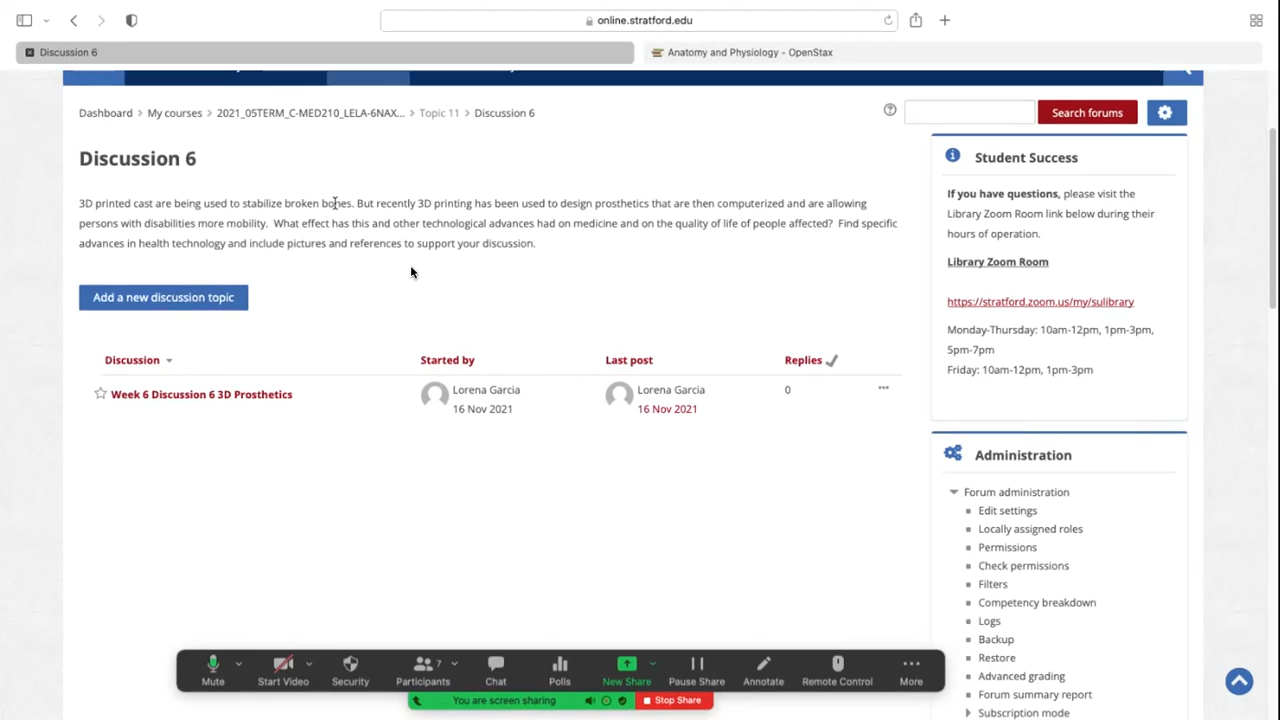 online.stratford.edu
Discussion 6
Anatomy and Physiology - OpenStax
Dashboard > My courses > 2021_05TERM_C-MED210_LELA-6NAX... > Topic 11 > Discussion 6
Search forums
Discussion 6
3D printed cast are being used to stabilize broken bones. But recently 3D printing has been used to design prosthetics that are then computerized and are allowing
persons with disabilities more mobility. What effect has this and other technological advances had on medicine and on the quality of life of people affected? Find specific
advances in health technology and include pictures and references to support your discussion.
Add a new discussion topic
Discussion Started by Last post Replies
Week 6 Discussion 6 3D Prosthetics
Lorena Garcia
16 Nov 2021
Lorena Garcia
16 Nov 2021
0
Student Success
If you have questions, please visit the
Library Zoom Room link below during their
hours of operation.
Library Zoom Room
https://stratford.zoom.us/my/sulibrary
Monday-Thursday: 10am-12pm, 1pm-3pm,
5pm-7pm
Friday: 10am-12pm, 1pm-3pm
Administration
Forum administration
Edit settings
Locally assigned roles
Permissions
Check permissions
Filters
Competency breakdown
Logs
Backup
Restore
Advanced grading
Forum summary report
Subscription mode
7
Mute Start Video Security Participants Chat Polls New Share Pause Share Annotate Remote Control More
You are screen sharing Stop Share